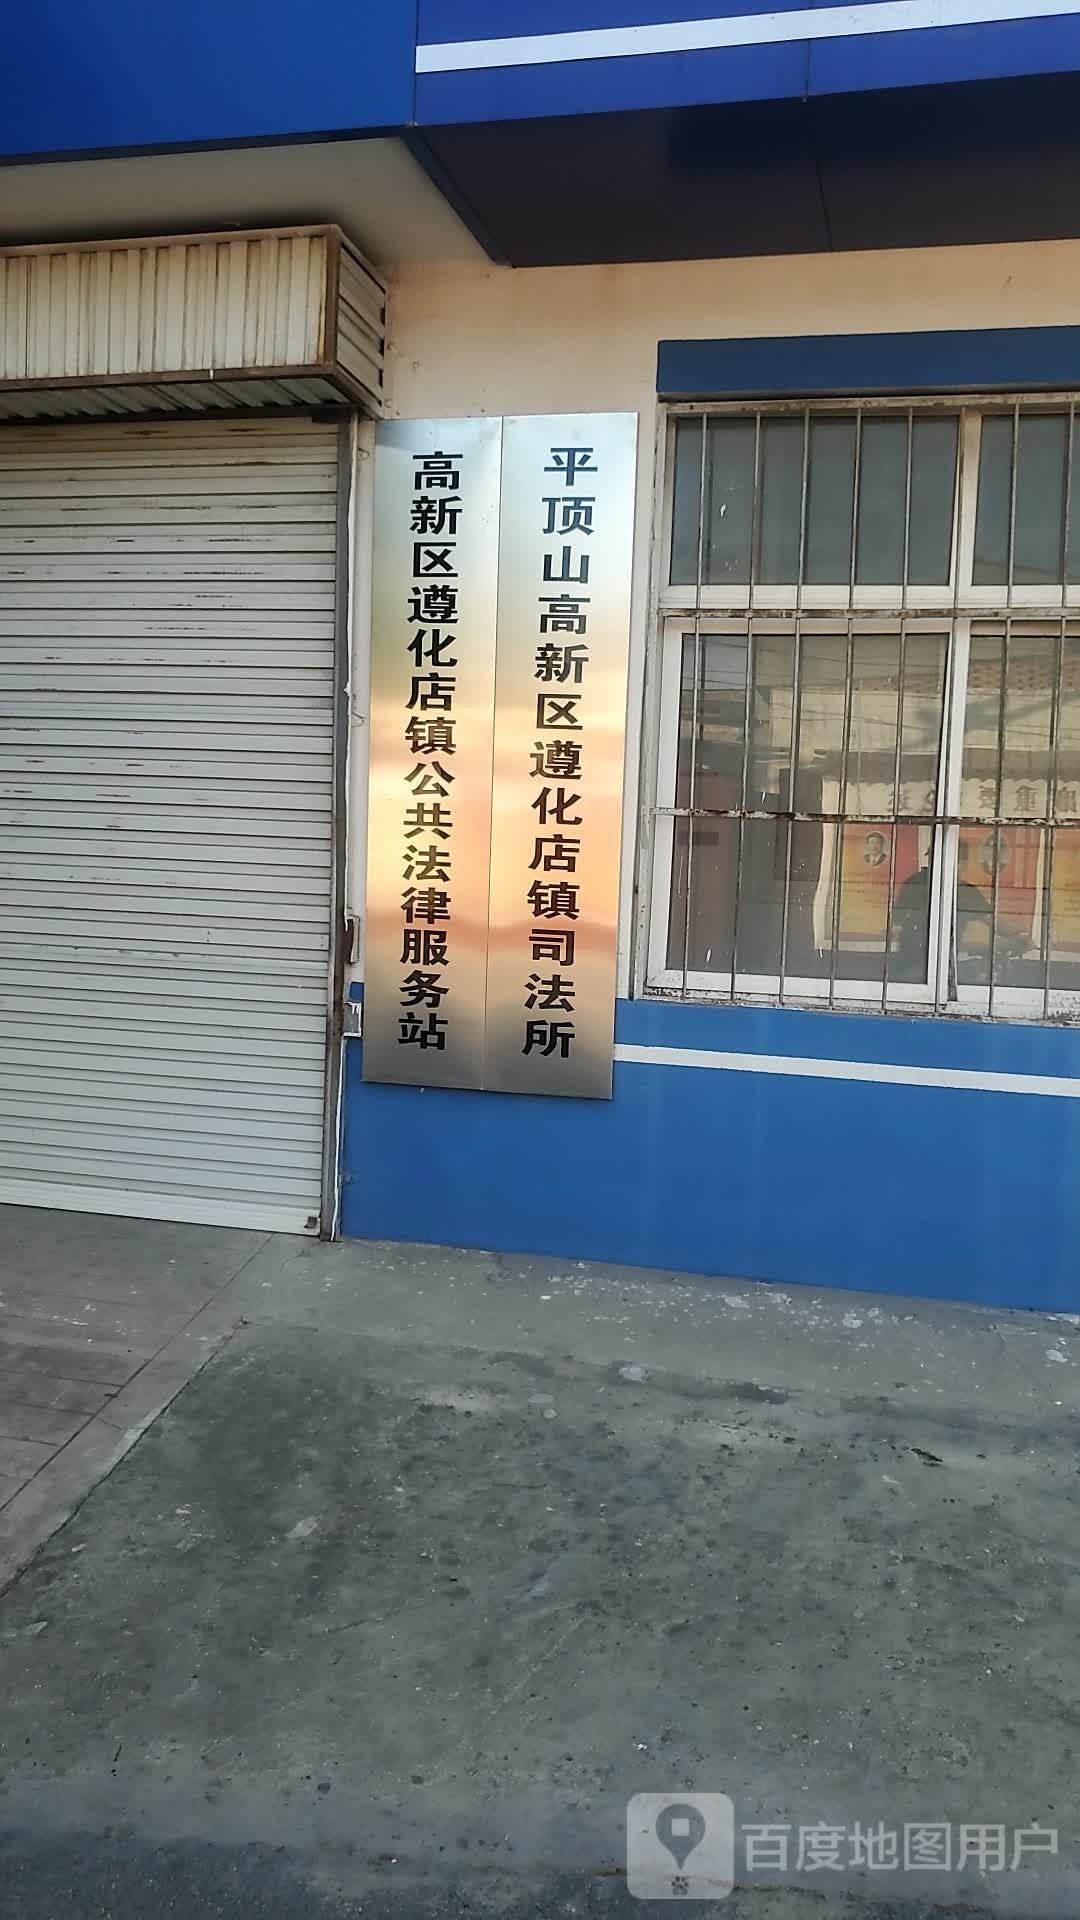 平顶山高新区遵化店镇司法所
高新区遵化店镇公共法律服务站
百度地图用户